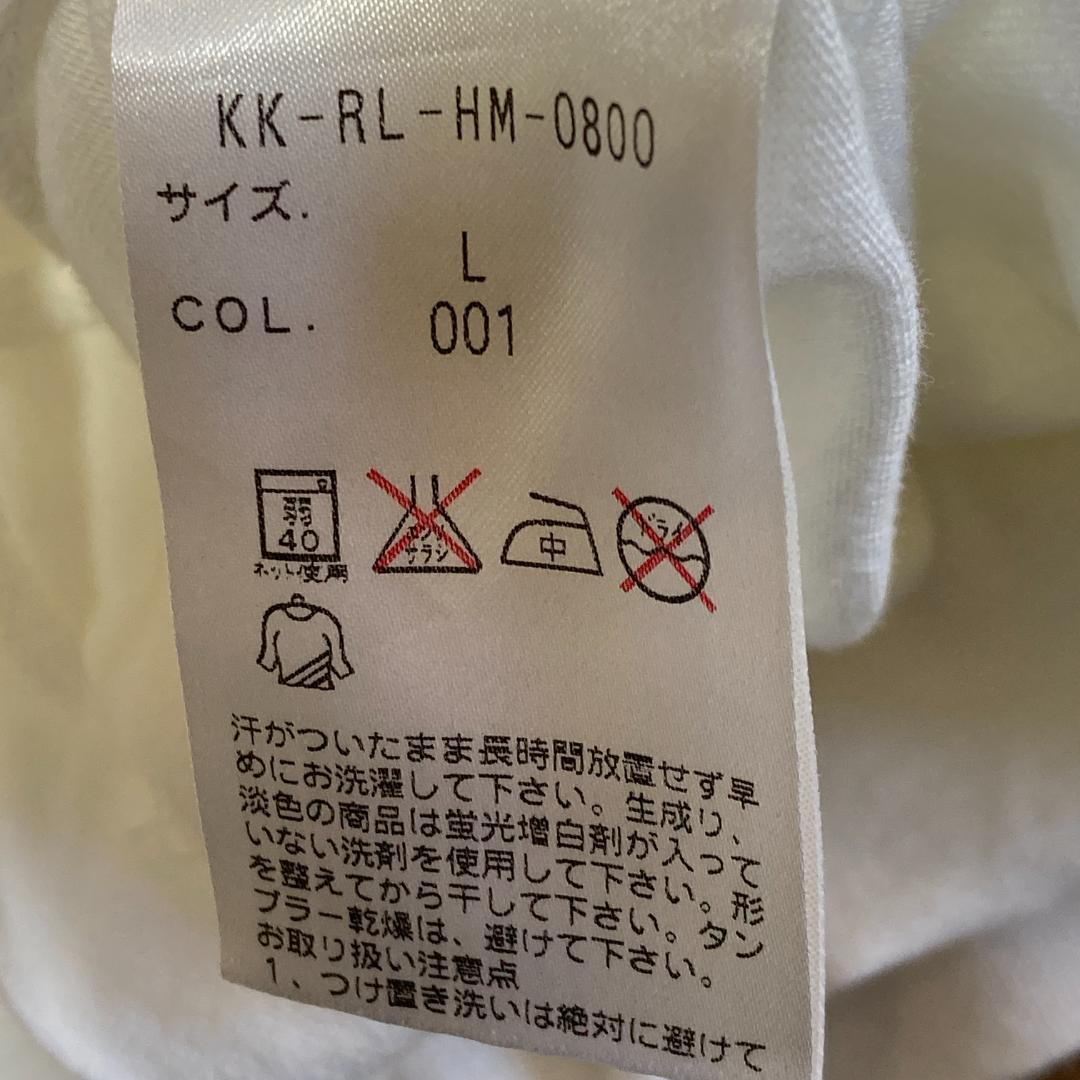 KK-RL-HM-0800
サイズ.
L
COL.
001
40
ネット使用
サラシ
中
ドライ
汗がついたまま長時間放置せず早
めにお洗濯して下さい。生成り、
淡色の商品は蛍光増白剤が入って
いない洗剤を使用して下さい。形
を整えてから干して下さい。タン
ブラー乾燥は、避けて下さい。
お取り扱い注意点
1、つけ置き洗いは絶対に避けて